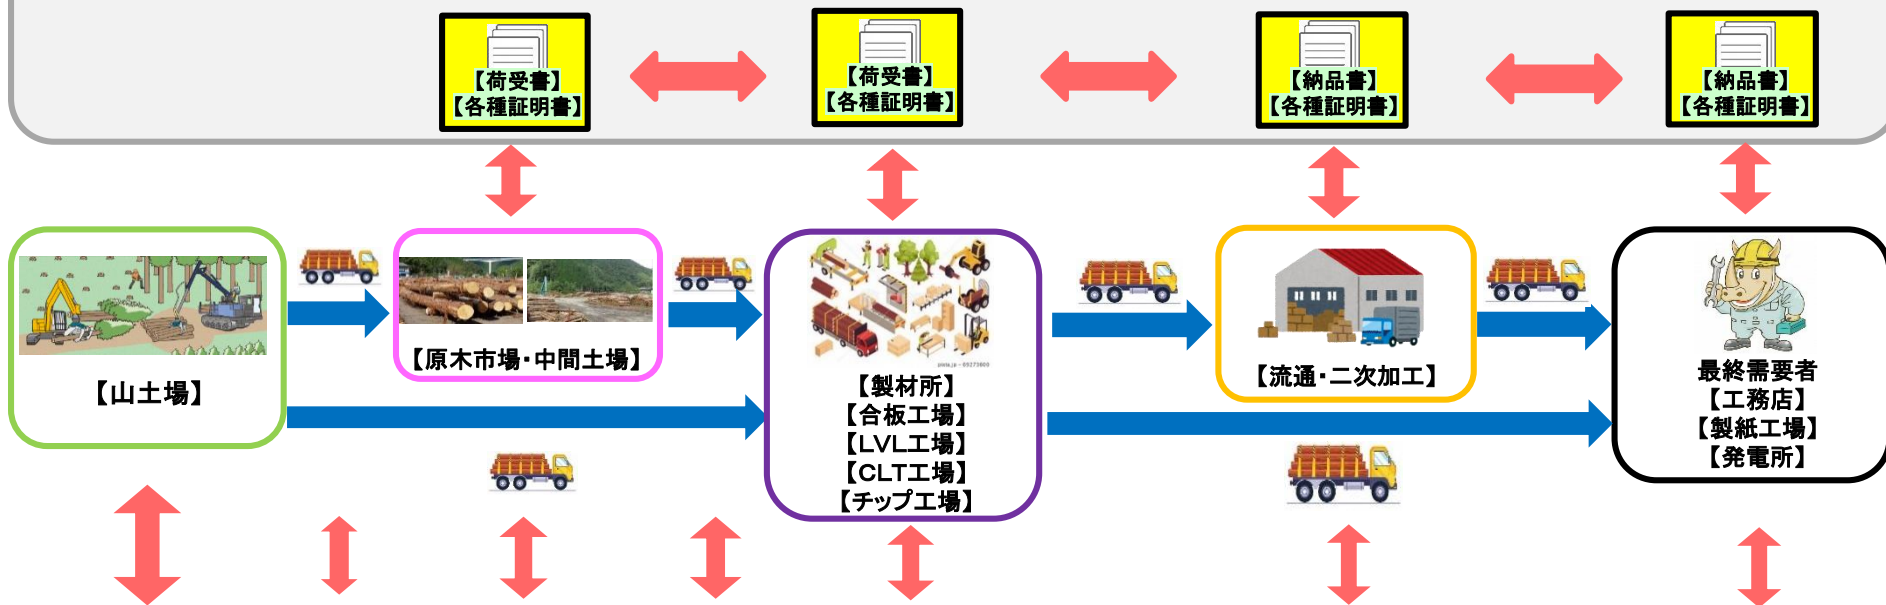 【荷受書】
【各種証明書】
【荷受書】
【各種証明書】
【納品書】
【各種証明書】
【納品書】
【各種証明書】
【山土場】
【原木市場・中間土場】
【製材所】
【合板工場】
【LVL工場】
【CLT工場】
【チップ工場】
【流通・二次加工】
最終需要者
【工務店】
【製紙工場】
【発電所】